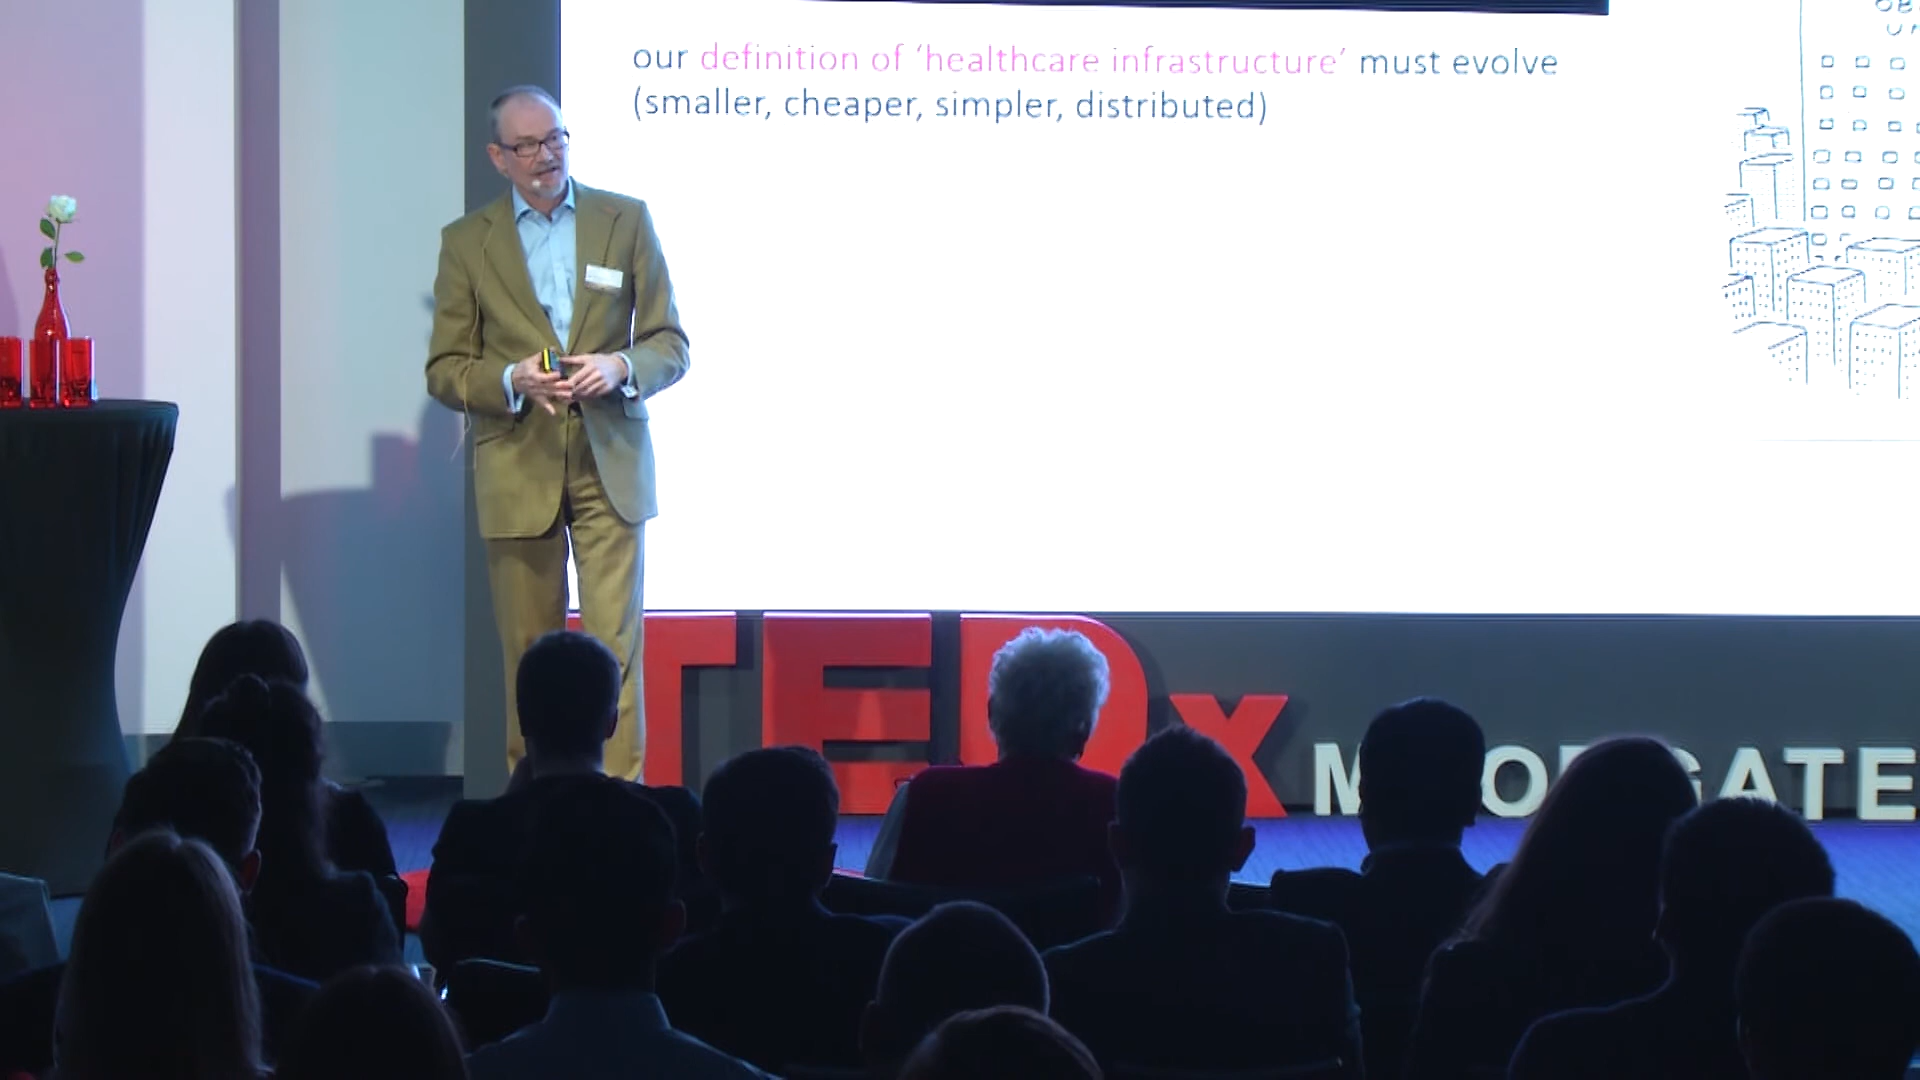 our definition of ‘healthcare infrastructure’ must evolve
(smaller, cheaper, simpler, distributed)
TEDx